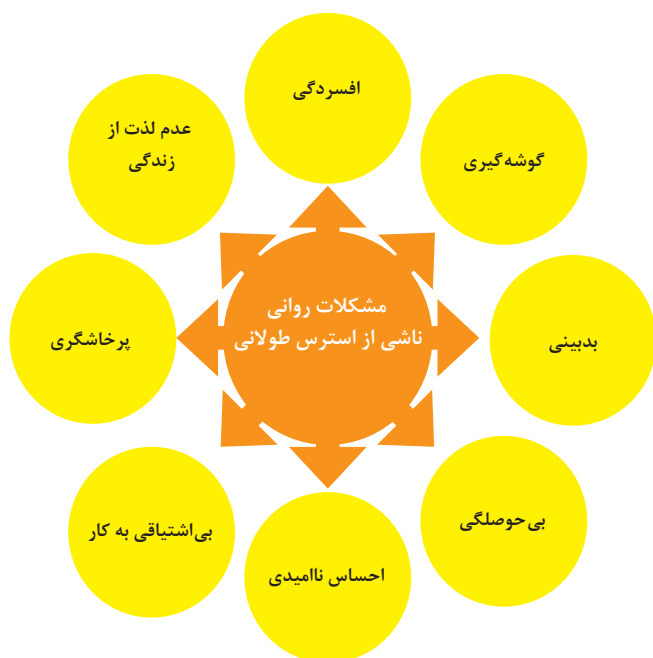 افسردگی
گوشه‌گیری
عدم لذت از
زندگی
مشکلات روانی
ناشی از استرس طولانی
بدبینی
پرخاشگری
بی‌حوصلگی
بی‌اشتیاقی به کار
احساس ناامیدی